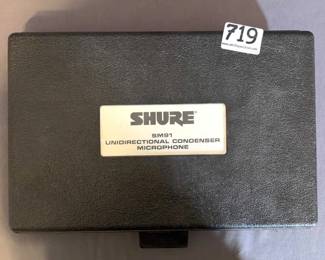 719
SHURE
SM91
UNIDIRECTIONAL CONDENSER
MICROPHONE